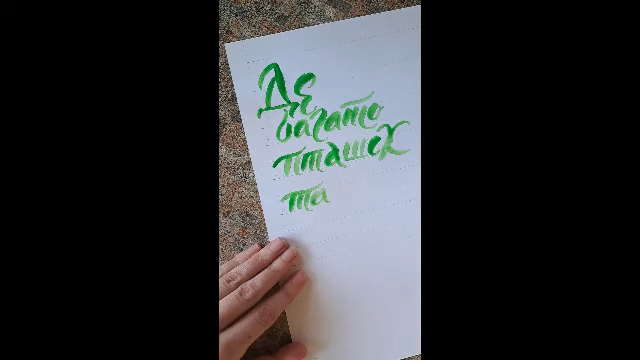 Де
багато
пташок
та